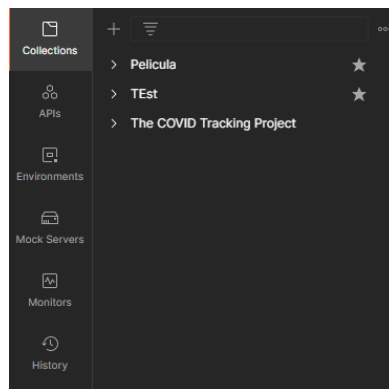 Collections
APIs
Environments
Mock Servers
Monitors
History
Pelicula
TEst
The COVID Tracking Project